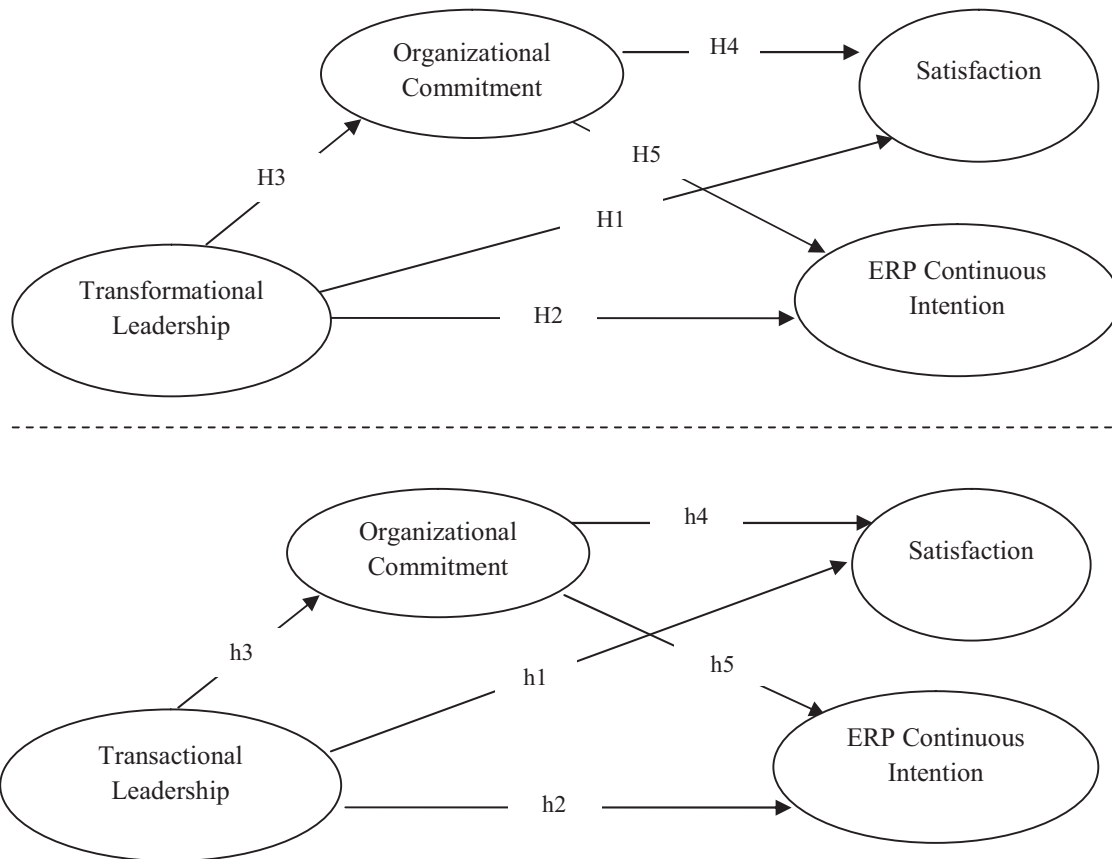 Organizational
Commitment
H4
Satisfaction
H5
H3
H1
Transformational
Leadership
H2
ERP Continuous
Intention
Organizational
Commitment
h4
Satisfaction
h3
h1
h5
Transactional
Leadership
h2
ERP Continuous
Intention